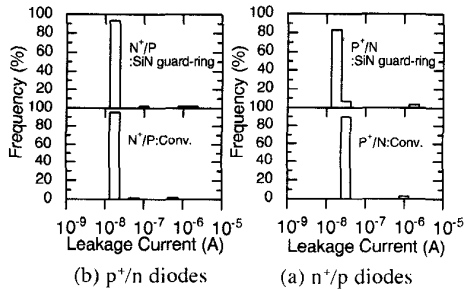 Frequency (%)
100
80
60
40
20
0
N⁺/P
:SiN guard-ring
100
80
60
40
20
0
N⁺/P:Conv.
10⁻⁹ 10⁻⁸ 10⁻⁷ 10⁻⁶ 10⁻⁵
Leakage Current (A)
(b) p⁺/n diodes
Frequency (%)
100
80
60
40
20
0
P⁺/N
:SiN guard-ring
100
80
60
40
20
0
P⁺/N:Conv.
10⁻⁹ 10⁻⁸ 10⁻⁷ 10⁻⁶ 10⁻⁵
Leakage Current (A)
(a) n⁺/p diodes